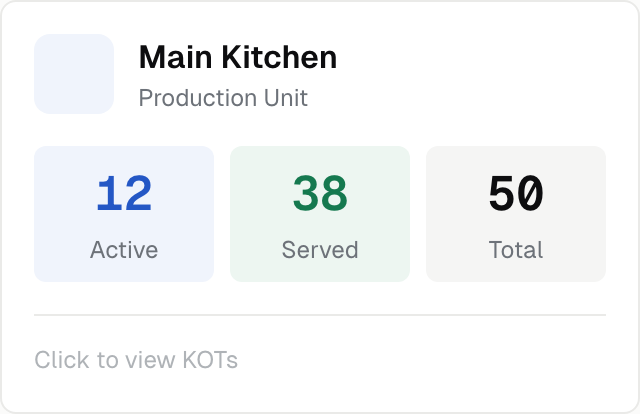 Main Kitchen
Production Unit
12 38 50
Active Served Total
Click to view KOTs